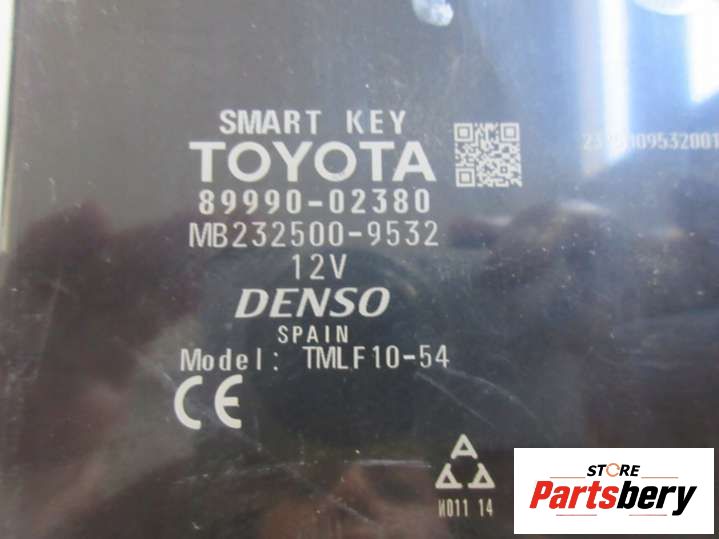 SMART KEY
TOYOTA
89990-02380
MB232500-9532
12V
DENSO
SPAIN
Model: TMLF10-54
CE
A
N011 14
STORE
Partsbery